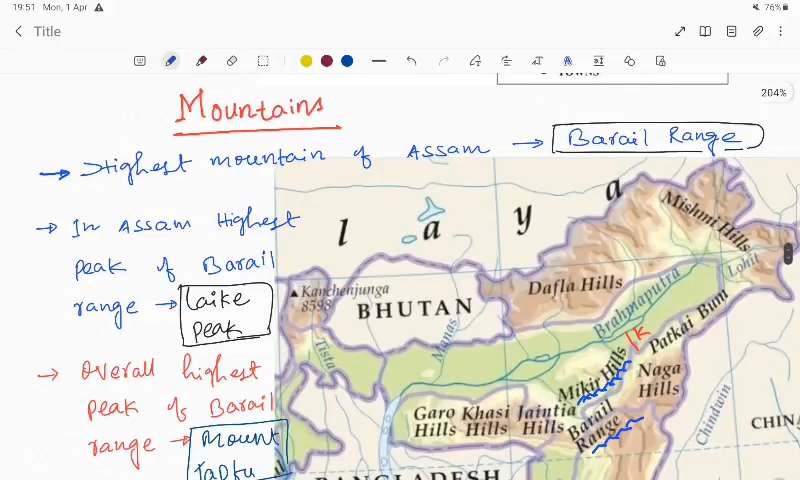 19:51 Mon, 1 Apr
76%
Title
TOWNS
204%
Mountains
→ Highest mountain of Assam → Barail Range
→ In Assam Highest
peak of Barail
range → Laike
peak
→ Overall highest
peak of Barail
range → Mount
l a y a
Mishmi Hills
Lohit
Dafla Hills
Kanchenjunga
8598
BHUTAN
Brahmaputra
Manas
Tista
Patkai Bum
Mikir Hills
Naga
Hills
Garo Khasi Jaintia
Hills Hills Hills
Barail
Range
Chindwin
CHIN
BANGLADESH